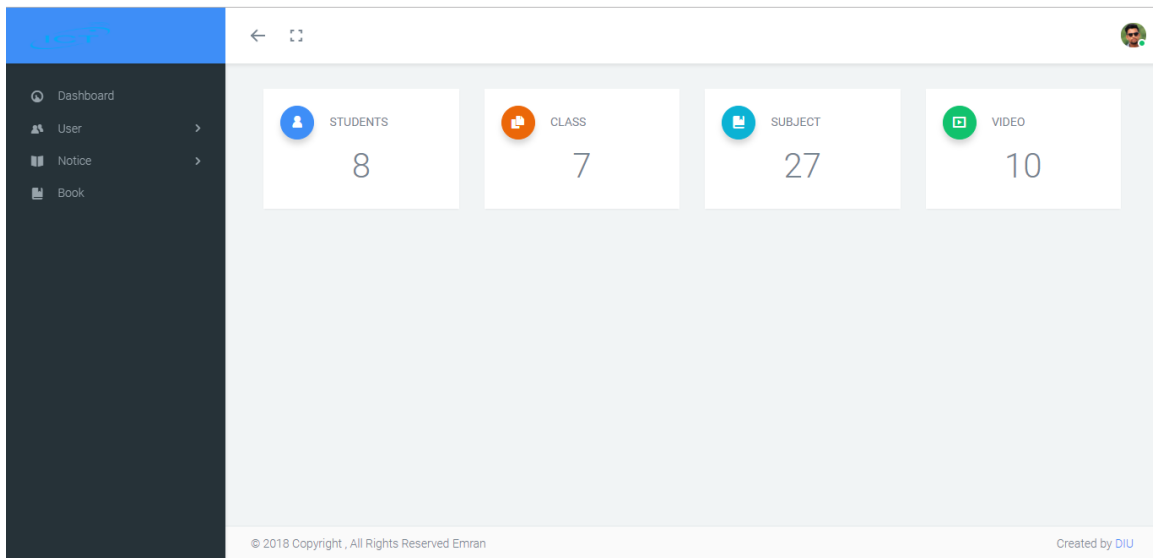 Dashboard
User
Notice
Book
STUDENTS
8
CLASS
7
SUBJECT
27
VIDEO
10
© 2018 Copyright , All Rights Reserved Emran
Created by DIU